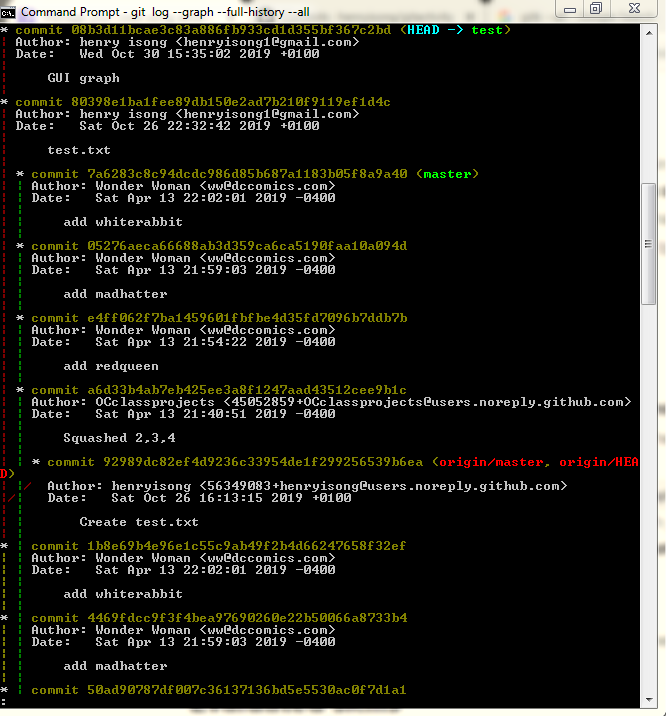 Command Prompt - git log --graph --full-history --all
* commit 08b3d11bcae3c83a886fb933cd1d355bf367c2bd (HEAD -> test)
Author: henry isong <henryisong1@gmail.com>
Date: Wed Oct 30 15:35:02 2019 +0100
GUI graph
* commit 80398e1ba1fee89db150e2ad7b210f9119ef1d4c
Author: henry isong <henryisong1@gmail.com>
Date: Sat Oct 26 22:32:42 2019 +0100
test.txt
* commit 7a6283c8c94dcdc986d85b687a1183b05f8a9a40 (master)
Author: Wonder Woman <ww@dccomics.com>
Date: Sat Apr 13 22:02:01 2019 -0400
add whiterabbit
* commit 05276aeca66688ab3d359ca6ca5190faa10a094d
Author: Wonder Woman <ww@dccomics.com>
Date: Sat Apr 13 21:59:03 2019 -0400
add madhatter
* commit e4ff062f7ba1459601fbfbe4d35fd7096b7ddb7b
Author: Wonder Woman <ww@dccomics.com>
Date: Sat Apr 13 21:54:22 2019 -0400
add redqueen
* commit a6d33b4ab7eb425ee3a8f1247aad43512cee9b1c
Author: OCclassprojects <45052859+OCclassprojects@users.noreply.github.com>
Date: Sat Apr 13 21:40:51 2019 -0400
Squashed 2,3,4
* commit 92989dc82ef4d9236c33954de1f299256539b6ea (origin/master, origin/HEA
D)
Author: henryisong <56349083+henryisong@users.noreply.github.com>
Date: Sat Oct 26 16:13:15 2019 +0100
Create test.txt
* commit 1b8e69b4e96e1c55c9ab49f2b4d66247658f32ef
Author: Wonder Woman <ww@dccomics.com>
Date: Sat Apr 13 22:02:01 2019 -0400
add whiterabbit
* commit 4469fdcc9f3f4bea97690260e22b50066a8733b4
Author: Wonder Woman <ww@dccomics.com>
Date: Sat Apr 13 21:59:03 2019 -0400
add madhatter
* commit 50ad90787df007c36137136bd5e5530ac0f7d1a1
: